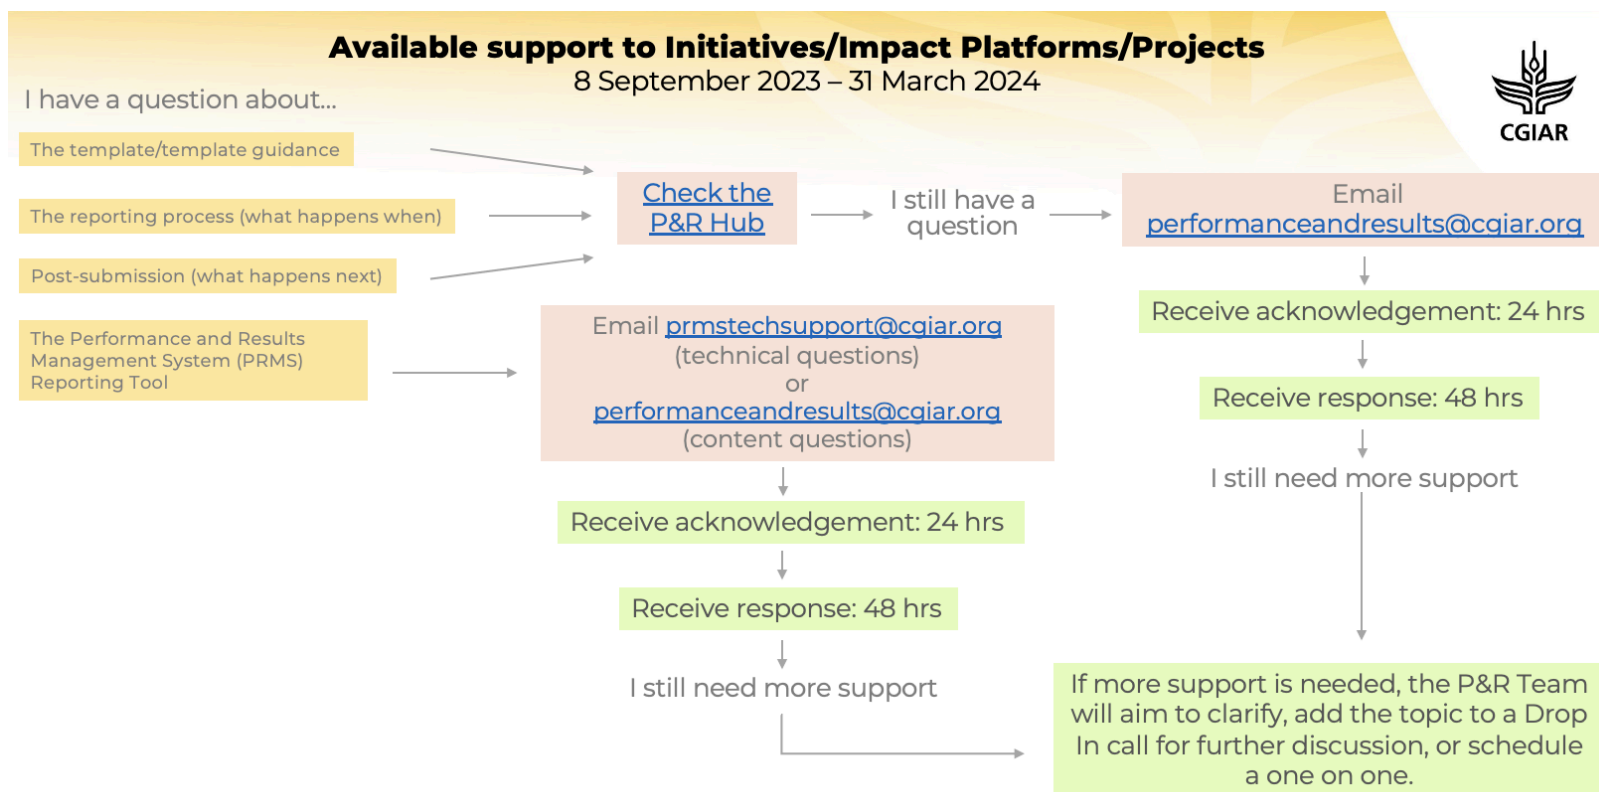 Available support to Initiatives/Impact Platforms/Projects
8 September 2023 – 31 March 2024
CGIAR
I have a question about...
The template/template guidance
The reporting process (what happens when)
Post-submission (what happens next)
The Performance and Results
Management System (PRMS)
Reporting Tool
Check the
P&R Hub
I still have a
question
Email
performanceandresults@cgiar.org
Receive acknowledgement: 24 hrs
Receive response: 48 hrs
I still need more support
Email prmstechsupport@cgiar.org
(technical questions)
or
performanceandresults@cgiar.org
(content questions)
Receive acknowledgement: 24 hrs
Receive response: 48 hrs
I still need more support
If more support is needed, the P&R Team
will aim to clarify, add the topic to a Drop
In call for further discussion, or schedule
a one on one.